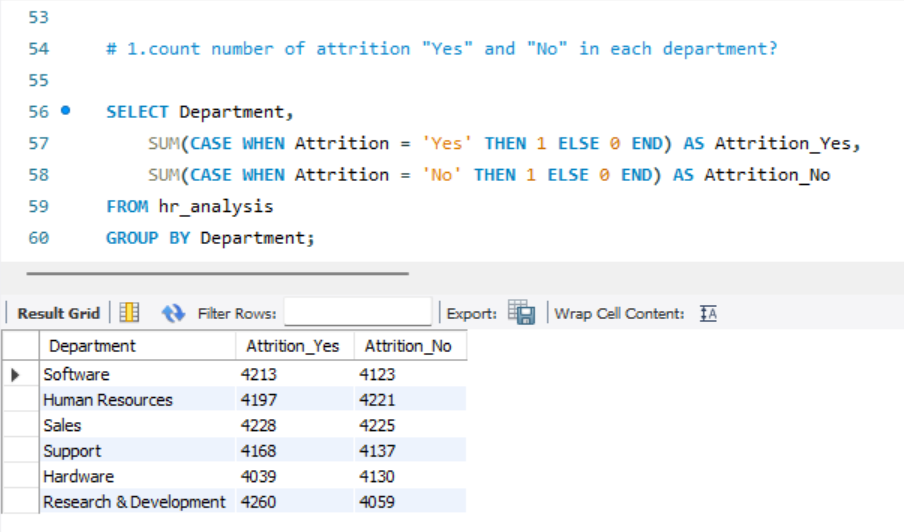 53
54 # 1.count number of attrition "Yes" and "No" in each department?
55
56 SELECT Department,
57 SUM(CASE WHEN Attrition = 'Yes' THEN 1 ELSE 0 END) AS Attrition_Yes,
58 SUM(CASE WHEN Attrition = 'No' THEN 1 ELSE 0 END) AS Attrition_No
59 FROM hr_analysis
60 GROUP BY Department;
Result Grid Filter Rows: Export: Wrap Cell Content: IA
Department Attrition_Yes Attrition_No
Software 4213 4123
Human Resources 4197 4221
Sales 4228 4225
Support 4168 4137
Hardware 4039 4130
Research & Development 4260 4059